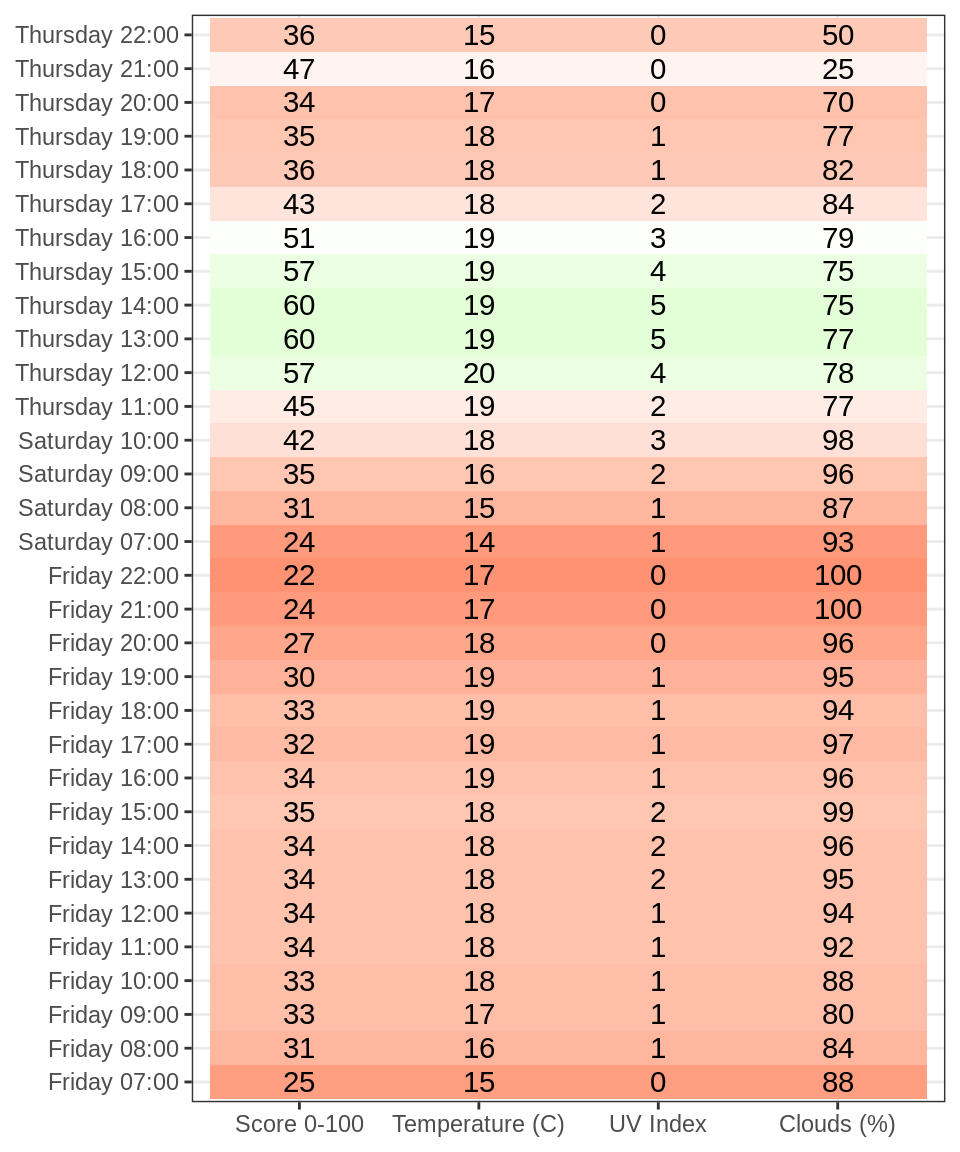 Thursday 22:00 36 15 0 50
Thursday 21:00 47 16 0 25
Thursday 20:00 34 17 0 70
Thursday 19:00 35 18 1 77
Thursday 18:00 36 18 1 82
Thursday 17:00 43 18 2 84
Thursday 16:00 51 19 3 79
Thursday 15:00 57 19 4 75
Thursday 14:00 60 19 5 75
Thursday 13:00 60 19 5 77
Thursday 12:00 57 20 4 78
Thursday 11:00 45 19 2 77
Saturday 10:00 42 18 3 98
Saturday 09:00 35 16 2 96
Saturday 08:00 31 15 1 87
Saturday 07:00 24 14 1 93
Friday 22:00 22 17 0 100
Friday 21:00 24 17 0 100
Friday 20:00 27 18 0 96
Friday 19:00 30 19 1 95
Friday 18:00 33 19 1 94
Friday 17:00 32 19 1 97
Friday 16:00 34 19 1 96
Friday 15:00 35 18 2 99
Friday 14:00 34 18 2 96
Friday 13:00 34 18 2 95
Friday 12:00 34 18 1 94
Friday 11:00 34 18 1 92
Friday 10:00 33 18 1 88
Friday 09:00 33 17 1 80
Friday 08:00 31 16 1 84
Friday 07:00 25 15 0 88
Score 0-100 Temperature (C) UV Index Clouds (%)